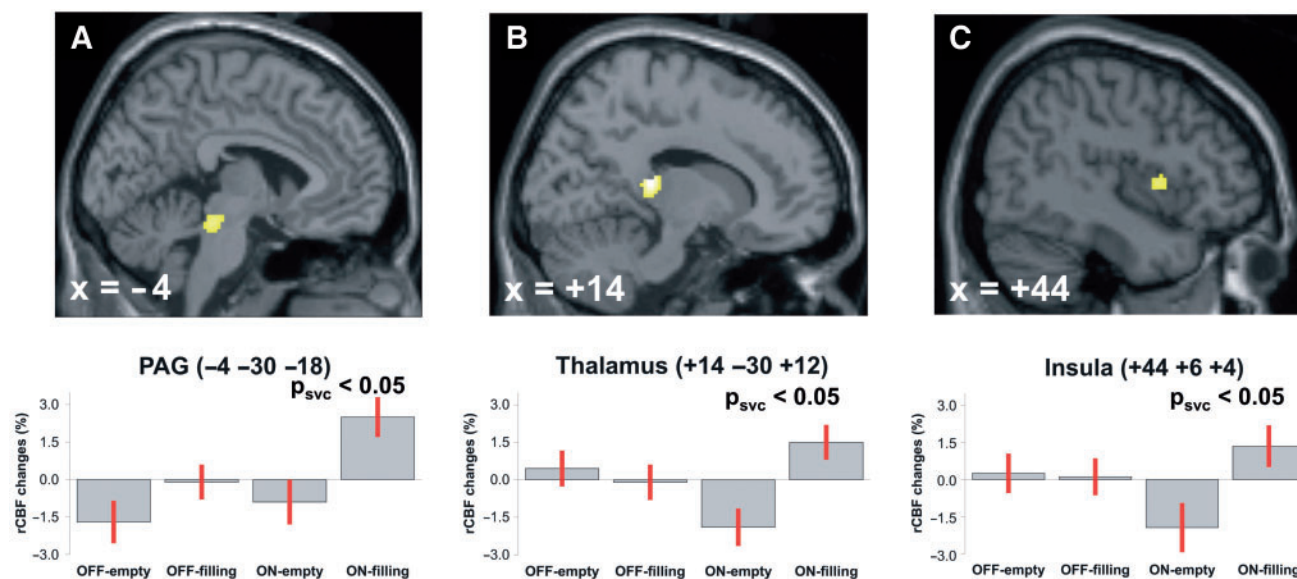 A
x = −4
B
x = +14
C
x = +44
PAG (−4 −30 −18)
p_svc < 0.05
rCBF changes (%)
3.0
1.5
0.0
−1.5
−3.0
OFF-empty OFF-filling ON-empty ON-filling
Thalamus (+14 −30 +12)
p_svc < 0.05
rCBF changes (%)
3.0
1.5
0.0
−1.5
−3.0
OFF-empty OFF-filling ON-empty ON-filling
Insula (+44 +6 +4)
p_svc < 0.05
rCBF changes (%)
3.0
1.5
0.0
−1.5
−3.0
OFF-empty OFF-filling ON-empty ON-filling